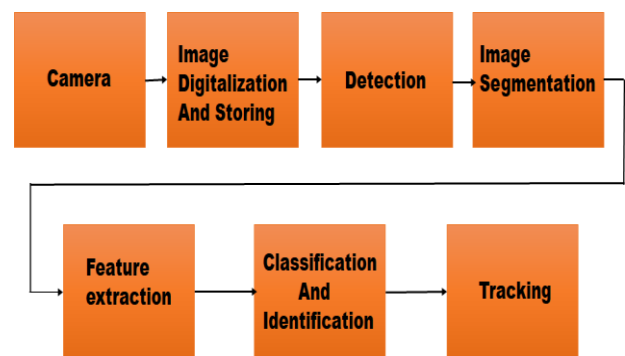 Camera
Image
Digitalization
And Storing
Detection
Image
Segmentation
Feature
extraction
Classification
And
Identification
Tracking